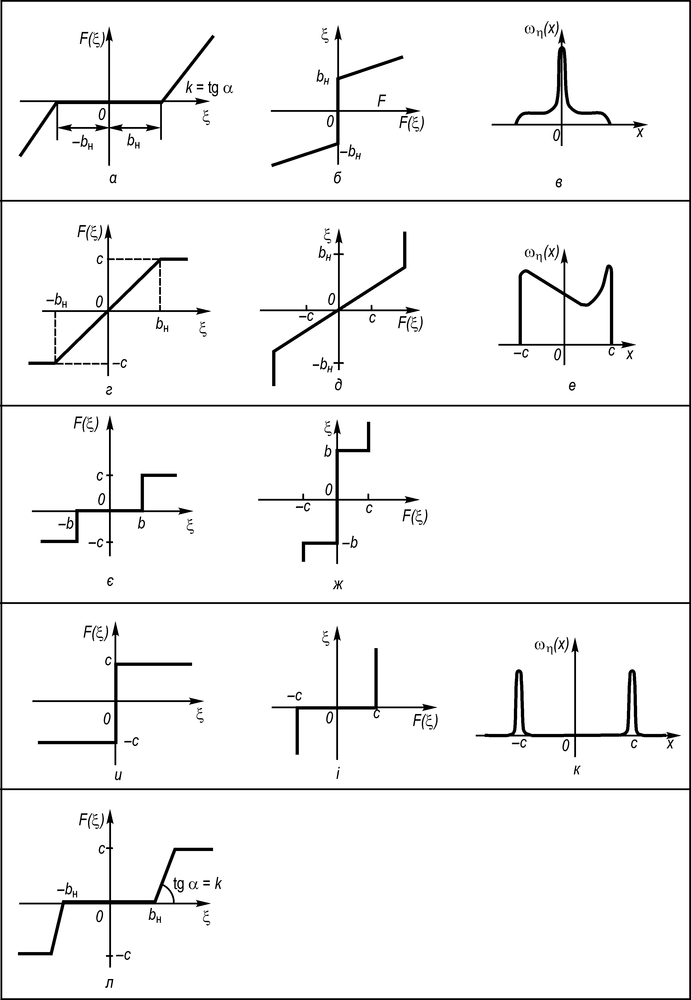 F(ξ)
k = tg α
0
ξ
–bн
bн
а
ξ
bн
F
0
F(ξ)
–bн
б
ωη(x)
0
x
в
F(ξ)
c
–bн
0
bн
ξ
–c
г
ξ
bн
0
–c
c
F(ξ)
–bн
д
ωη(x)
–c
0
c
x
е
F(ξ)
c
0
–b
b
ξ
–c
є
ξ
b
0
–c
c
F(ξ)
–b
ж
F(ξ)
c
0
ξ
–c
и
ξ
–c
0
c
F(ξ)
і
ωη(x)
–c
0
c
x
к
F(ξ)
c
tg α = k
–bн
0
bн
ξ
–c
л